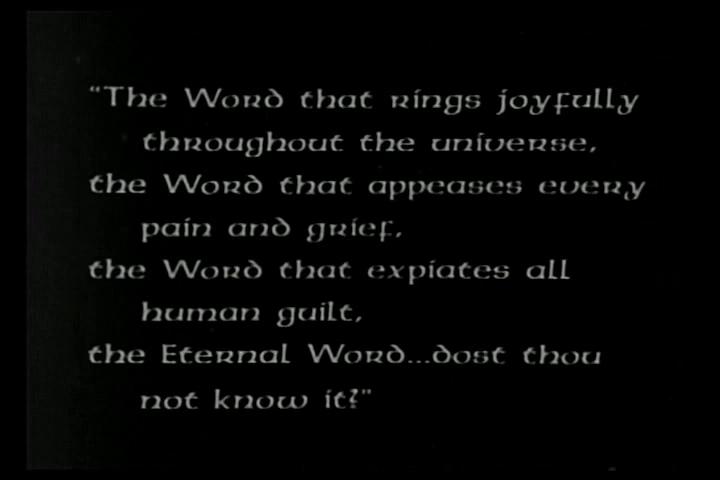 "The Word that rings joyfully
throughout the universe,
the Word that appeases every
pain and grief,
the Word that expiates all
human guilt,
the Eternal Word...dost thou
not know it?"